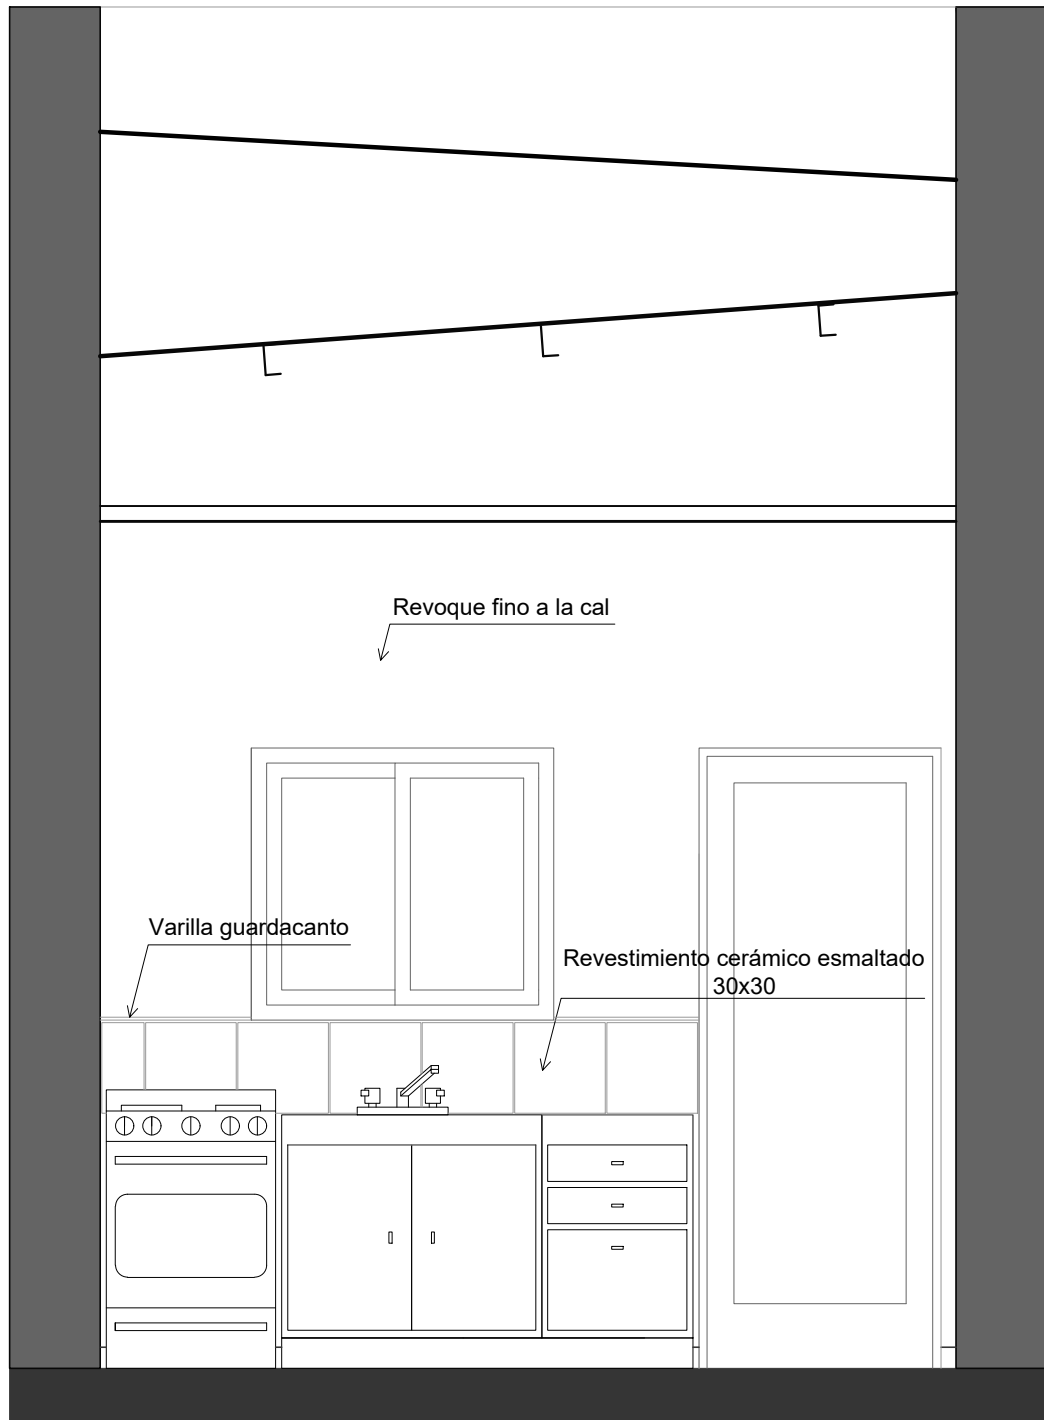 Revoque fino a la cal
Varilla guardacanto
Revestimiento cerámico esmaltado
30x30